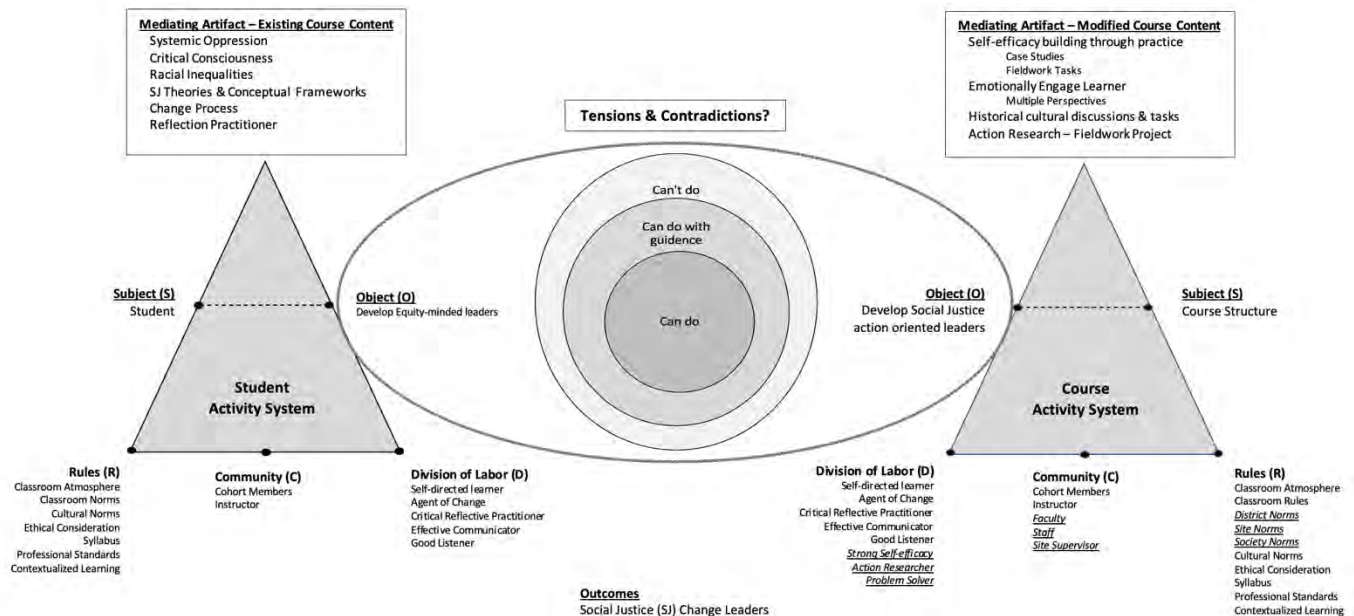 Mediating Artifact – Existing Course Content
Systemic Oppression
Critical Consciousness
Racial Inequalities
SJ Theories & Conceptual Frameworks
Change Process
Reflection Practitioner
Mediating Artifact – Modified Course Content
Self-efficacy building through practice
Case Studies
Fieldwork Tasks
Emotionally Engage Learner
Multiple Perspectives
Historical cultural discussions & tasks
Action Research – Fieldwork Project
Tensions & Contradictions?
Can't do
Can do with
guidence
Can do
Subject (S)
Student
Object (O)
Develop Equity-minded leaders
Student
Activity System
Object (O)
Develop Social Justice
action oriented leaders
Subject (S)
Course Structure
Course
Activity System
Rules (R)
Classroom Atmosphere
Classroom Norms
Cultural Norms
Ethical Consideration
Syllabus
Professional Standards
Contextualized Learning
Community (C)
Cohort Members
Instructor
Division of Labor (D)
Self-directed learner
Agent of Change
Critical Reflective Practitioner
Effective Communicator
Good Listener
Division of Labor (D)
Self-directed learner
Agent of Change
Critical Reflective Practitioner
Effective Communicator
Good Listener
Strong Self-efficacy
Action Researcher
Problem Solver
Community (C)
Cohort Members
Instructor
Faculty
Staff
Site Supervisor
Rules (R)
Classroom Atmosphere
Classroom Rules
District Norms
Site Norms
Society Norms
Cultural Norms
Ethical Consideration
Syllabus
Professional Standards
Contextualized Learning
Outcomes
Social Justice (SJ) Change Leaders